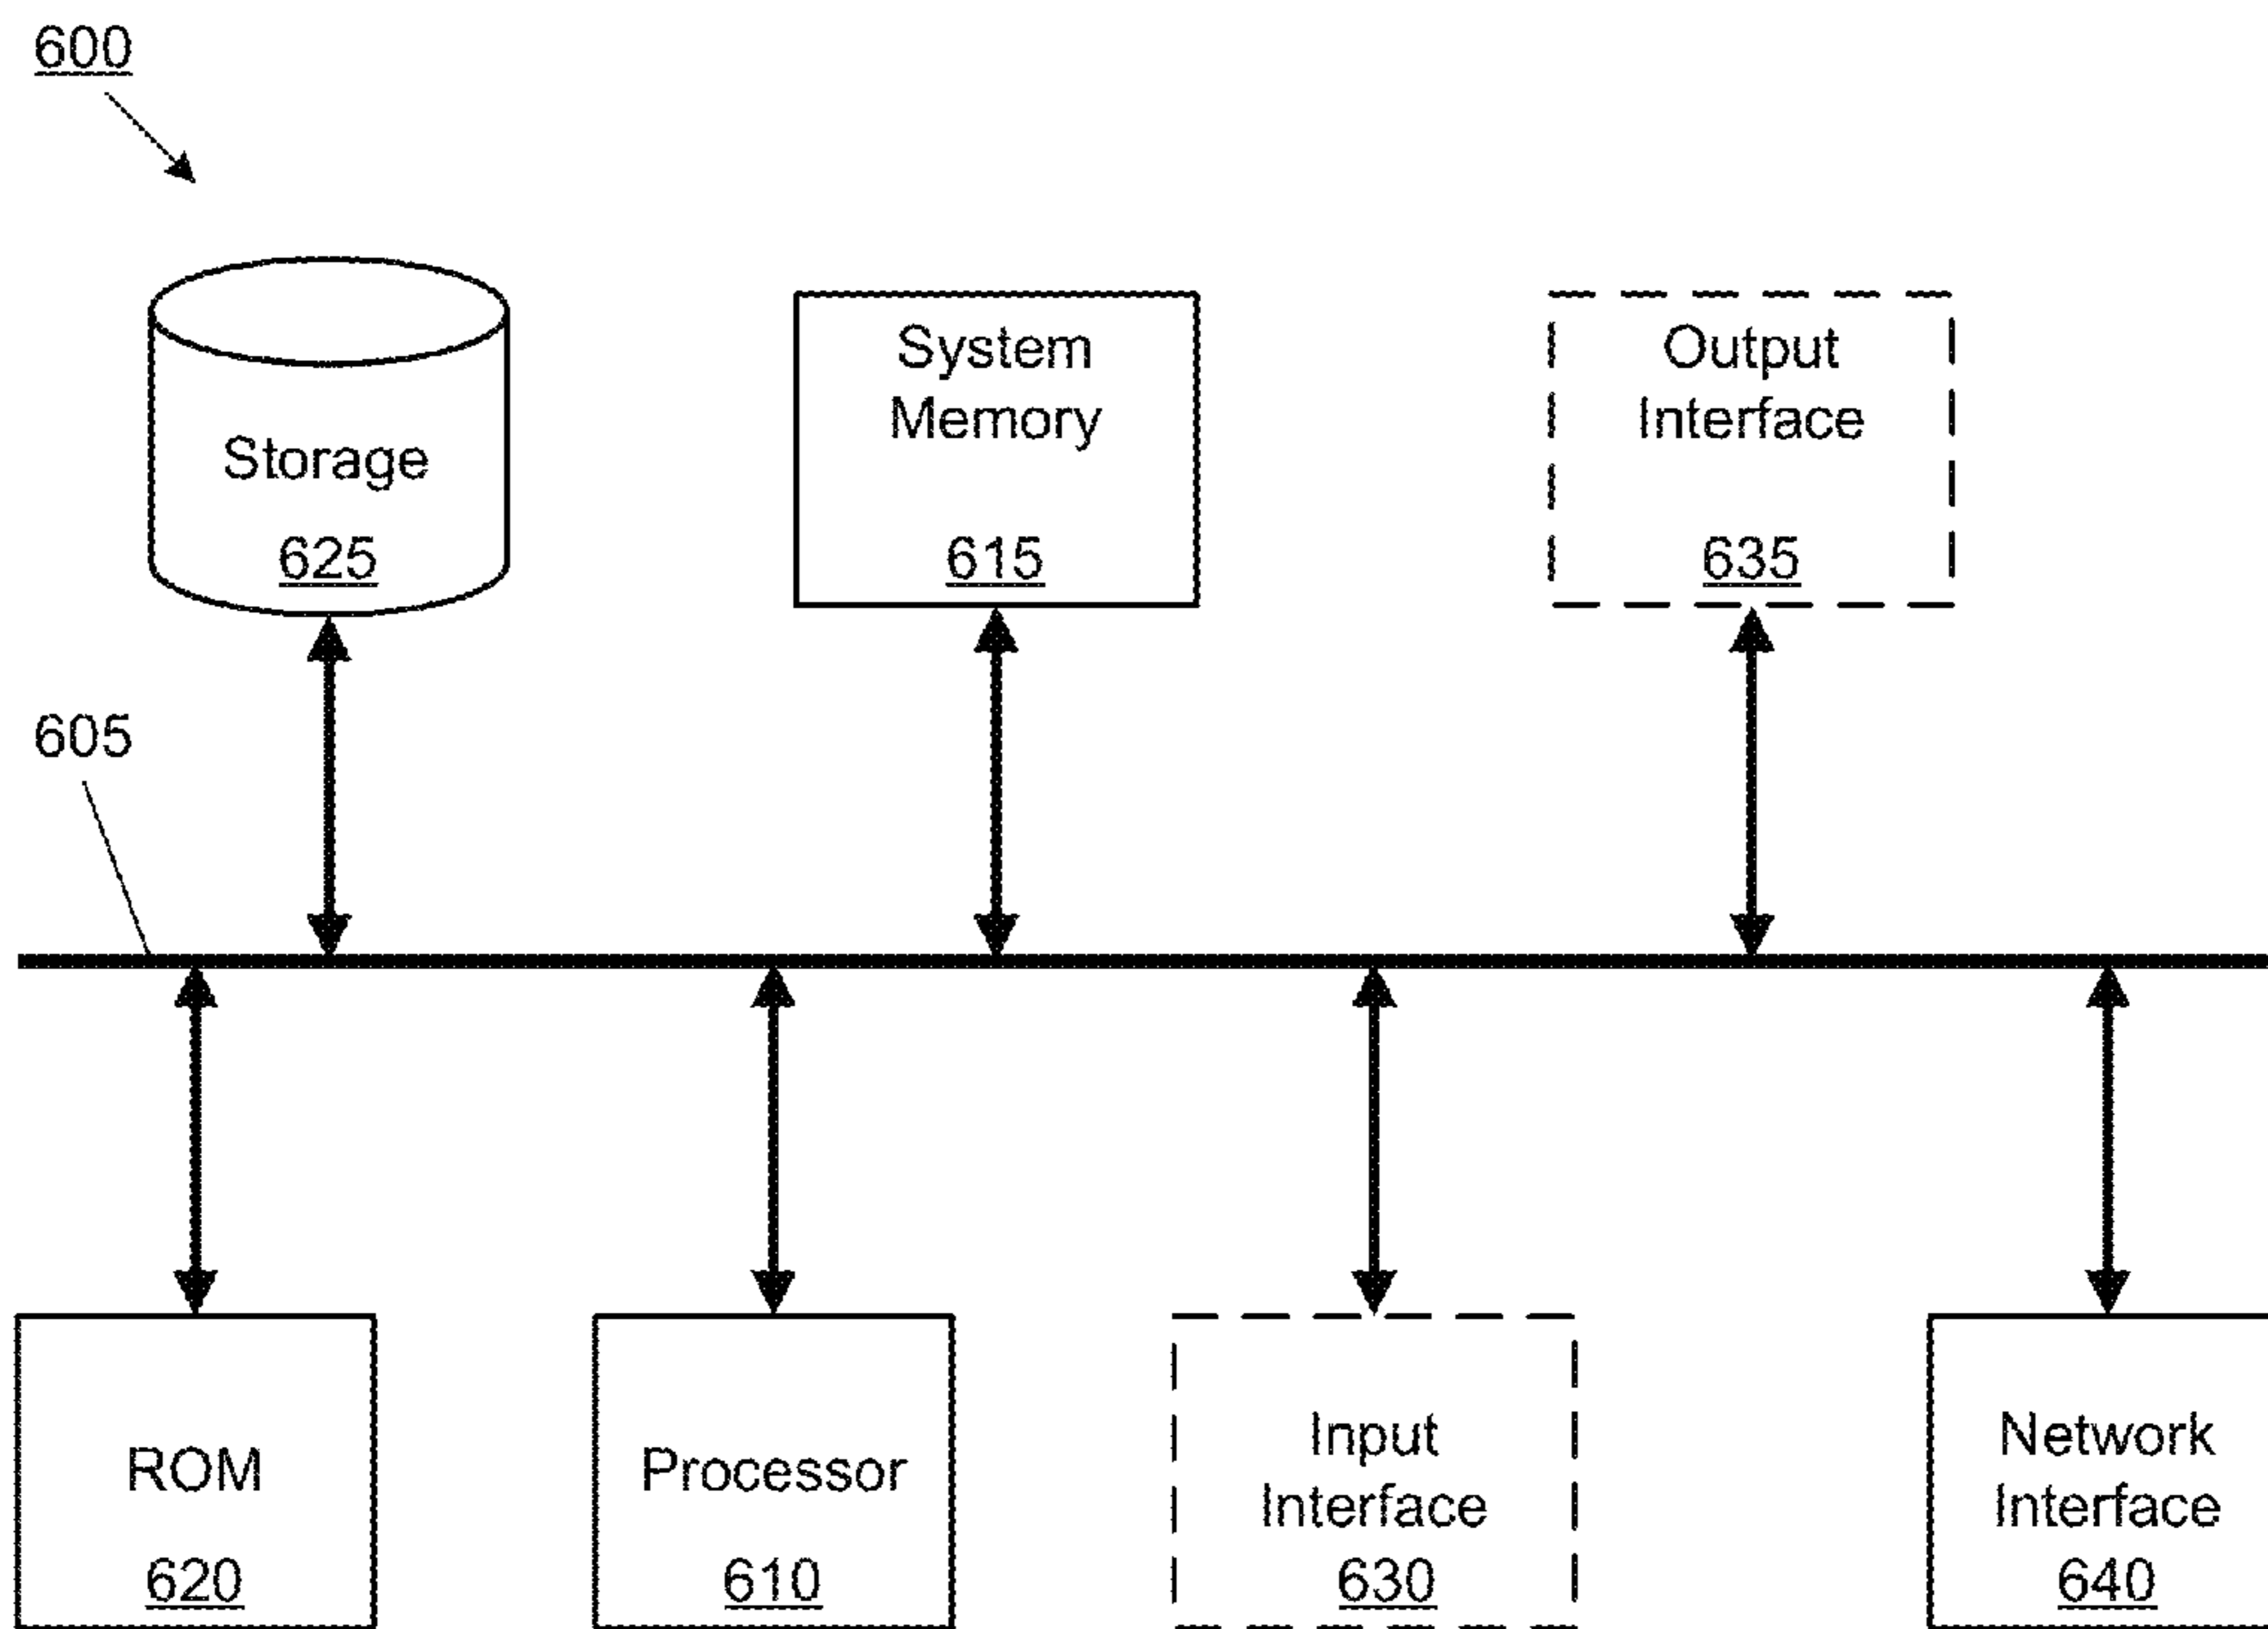 600
Storage
625
System
Memory
615
Output
Interface
635
605
ROM
620
Processor
610
Input
Interface
630
Network
Interface
640